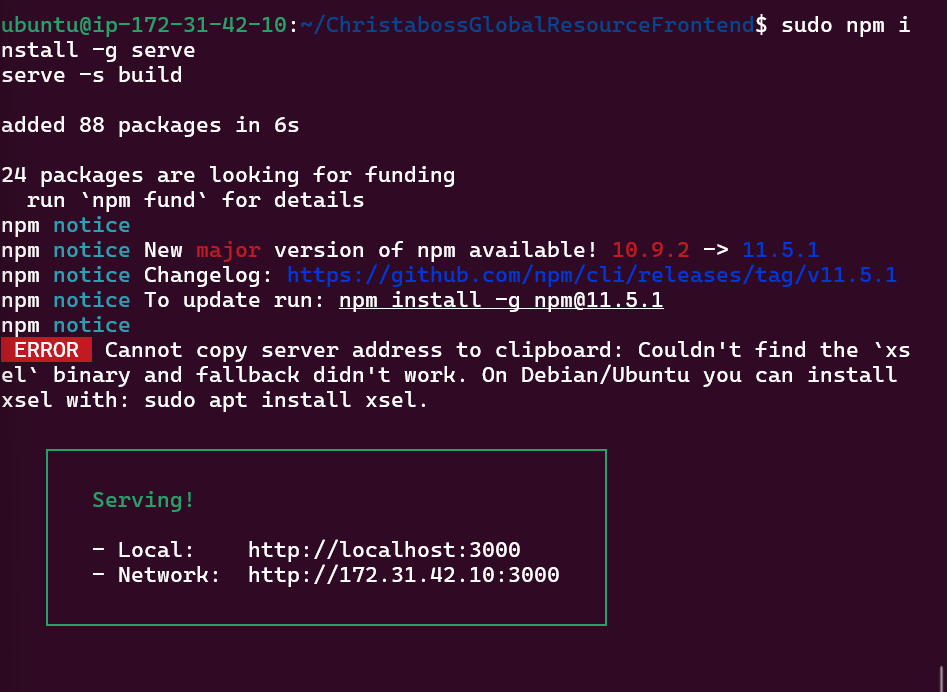 ubuntu@ip-172-31-42-10:~/ChristabossGlobalResourceFrontend$ sudo npm i
nstall -g serve
serve -s build
added 88 packages in 6s
24 packages are looking for funding
  run `npm fund` for details
npm notice
npm notice New major version of npm available! 10.9.2 -> 11.5.1
npm notice Changelog: https://github.com/npm/cli/releases/tag/v11.5.1
npm notice To update run: npm install -g npm@11.5.1
npm notice
ERROR Cannot copy server address to clipboard: Couldn't find the `xs
el` binary and fallback didn't work. On Debian/Ubuntu you can install
xsel with: sudo apt install xsel.
Serving!
- Local:    http://localhost:3000
- Network:  http://172.31.42.10:3000